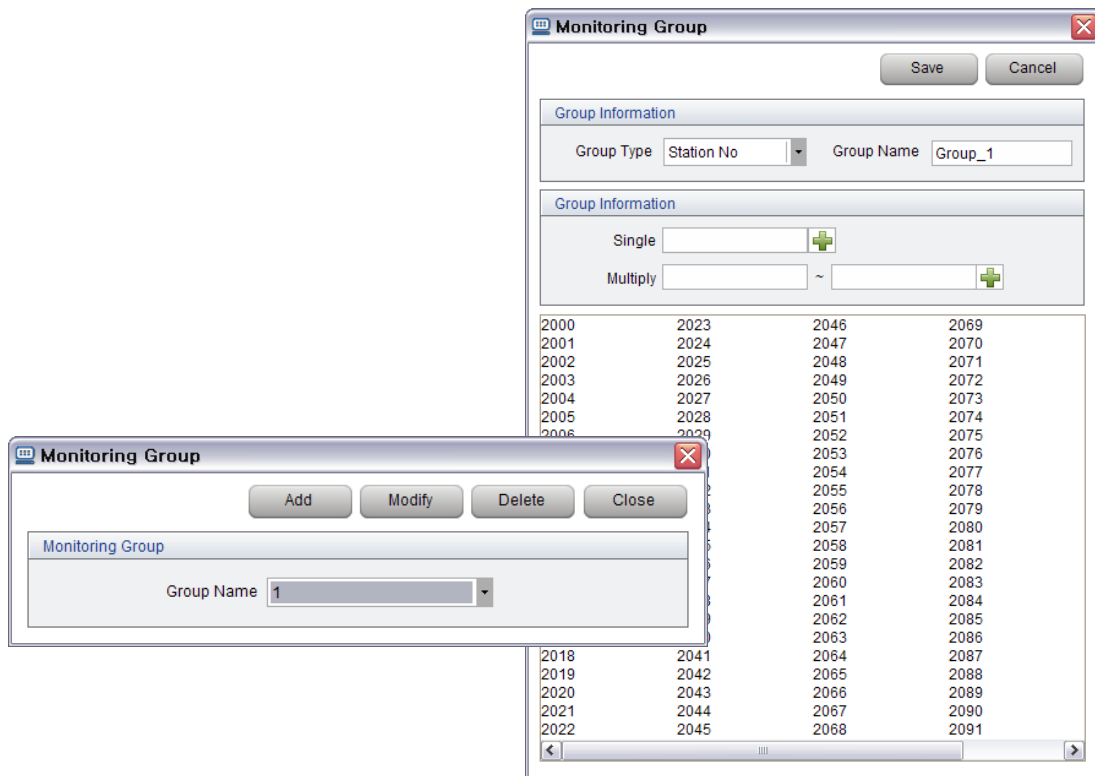 Monitoring Group
Save Cancel
Group Information
Group Type Station No Group Name Group_1
Group Information
Single
Multiply ~
2000 2023 2046 2069
2001 2024 2047 2070
2002 2025 2048 2071
2003 2026 2049 2072
2004 2027 2050 2073
2005 2028 2051 2074
2006 2029 2052 2075
2053 2076
2054 2077
2055 2078
2056 2079
2057 2080
2058 2081
2059 2082
2060 2083
2061 2084
2062 2085
2063 2086
2018 2041 2064 2087
2019 2042 2065 2088
2020 2043 2066 2089
2021 2044 2067 2090
2022 2045 2068 2091
Monitoring Group
Add Modify Delete Close
Monitoring Group
Group Name 1